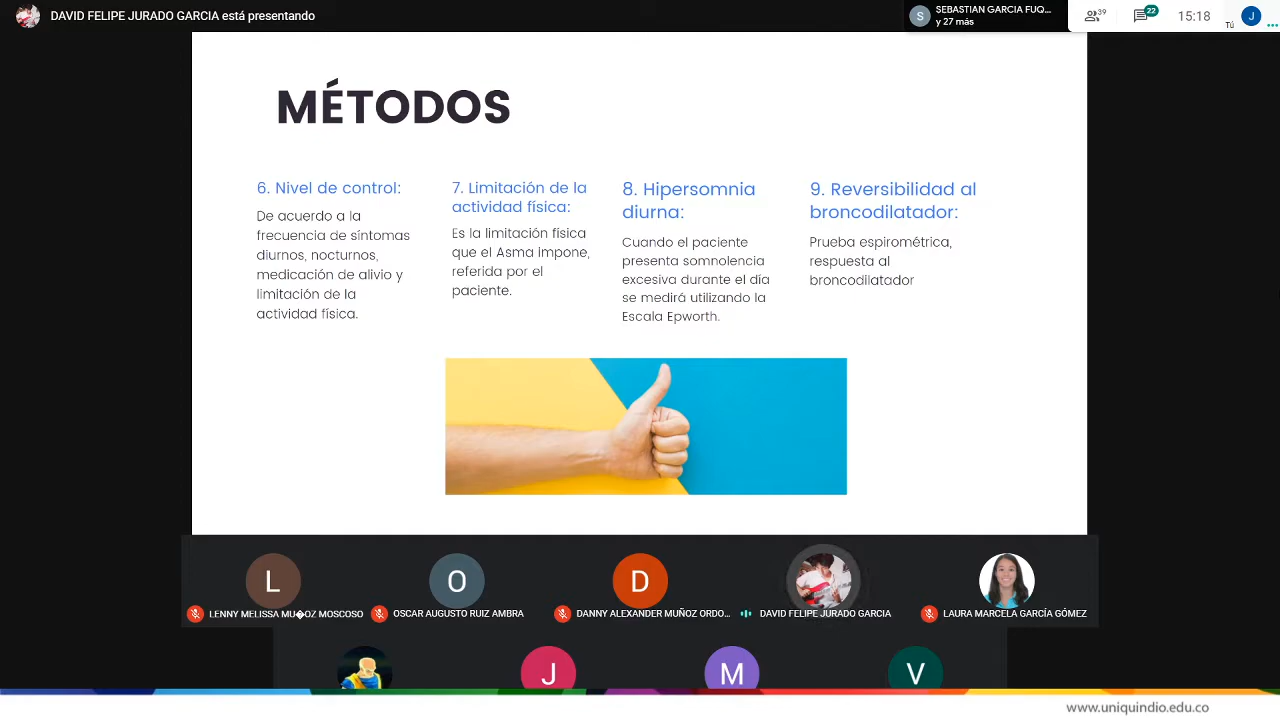 DAVID FELIPE JURADO GARCIA está presentando
S
SEBASTIAN GARCIA FUQ...
y 27 más
39
22
15:18
Tú
J
MÉTODOS
6. Nivel de control:
De acuerdo a la
frecuencia de síntomas
diurnos, nocturnos,
medicación de alivio y
limitación de la
actividad física.
7. Limitación de la
actividad física:
Es la limitación física
que el Asma impone,
referida por el
paciente.
8. Hipersomnia
diurna:
Cuando el paciente
presenta somnolencia
excesiva durante el día
se medirá utilizando la
Escala Epworth.
9. Reversibilidad al
broncodilatador:
Prueba espirométrica,
respuesta al
broncodilatador
L
O
D
LENNY MELISSA MU�OZ MOSCOSO
OSCAR AUGUSTO RUIZ AMBRA
DANNY ALEXANDER MUÑOZ ORDO...
DAVID FELIPE JURADO GARCIA
LAURA MARCELA GARCÍA GÓMEZ
J
M
V
www.uniquindio.edu.co